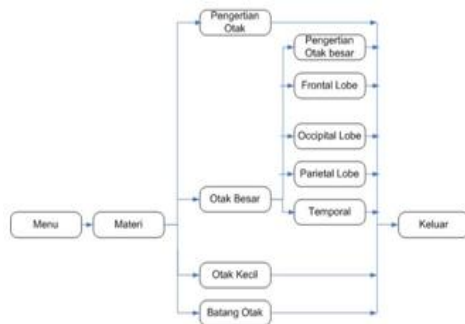 Pengertian
Otak
Pengertian
Otak besar
Frontal Lobe
Occipital Lobe
Parietal Lobe
Otak Besar
Temporal
Menu
Materi
Keluar
Otak Kecil
Batang Otak